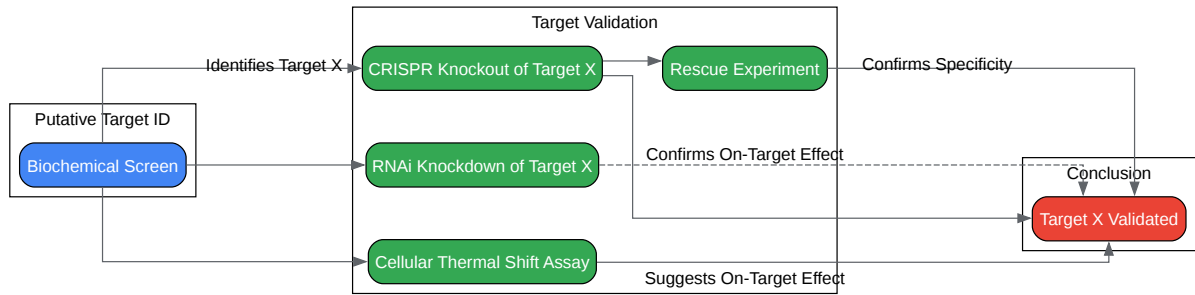 Target Validation
Identifies Target X
CRISPR Knockout of Target X
Rescue Experiment
Confirms Specificity
Putative Target ID
Biochemical Screen
RNAi Knockdown of Target X
Confirms On-Target Effect
Conclusion
Target X Validated
Cellular Thermal Shift Assay
Suggests On-Target Effect